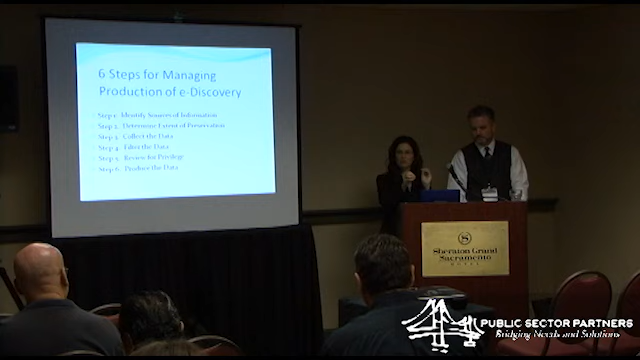 6 Steps for Managing
Production of e-Discovery
Step 1: Identify Sources of Information
Step 2: Determine Extent of Preservation
Step 3: Collect the Data
Step 4: Filter the Data
Step 5: Review for Privilege
Step 6: Produce the Data
S
Sheraton Grand
Sacramento
HOTEL
PUBLIC SECTOR PARTNERS
Bridging Needs and Solutions